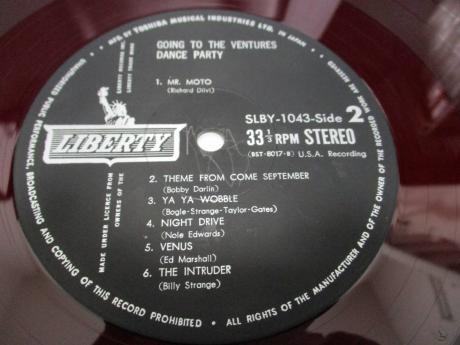 MFG. BY TOSHIBA MUSICAL INDUSTRIES LTD. in Japan
GOING TO THE VENTURES
DANCE PARTY
1. MR. MOTO
(Richard Dilvi)
LIBERTY
SLBY-1043-Side 2
33 1/3 RPM STEREO
(BST-8017-B) U.S.A. Recording
MADE UNDER LICENCE FROM
OWNERS OF THE
2. THEME FROM COME SEPTEMBER
(Bobby Darlin)
3. YA YA WOBBLE
(Bogle-Strange-Taylor-Gates)
4. NIGHT DRIVE
(Nole Edwards)
5. VENUS
(Ed Marshall)
6. THE INTRUDER
(Billy Strange)
UNAUTHORIZED PUBLIC PERFORMANCE BROADCASTING AND COPYING OF THIS RECORD PROHIBITED • ALL RIGHTS OF THE MANUFACTURER AND OF THE OWNER OF THE RECORDED WORK RESERVED